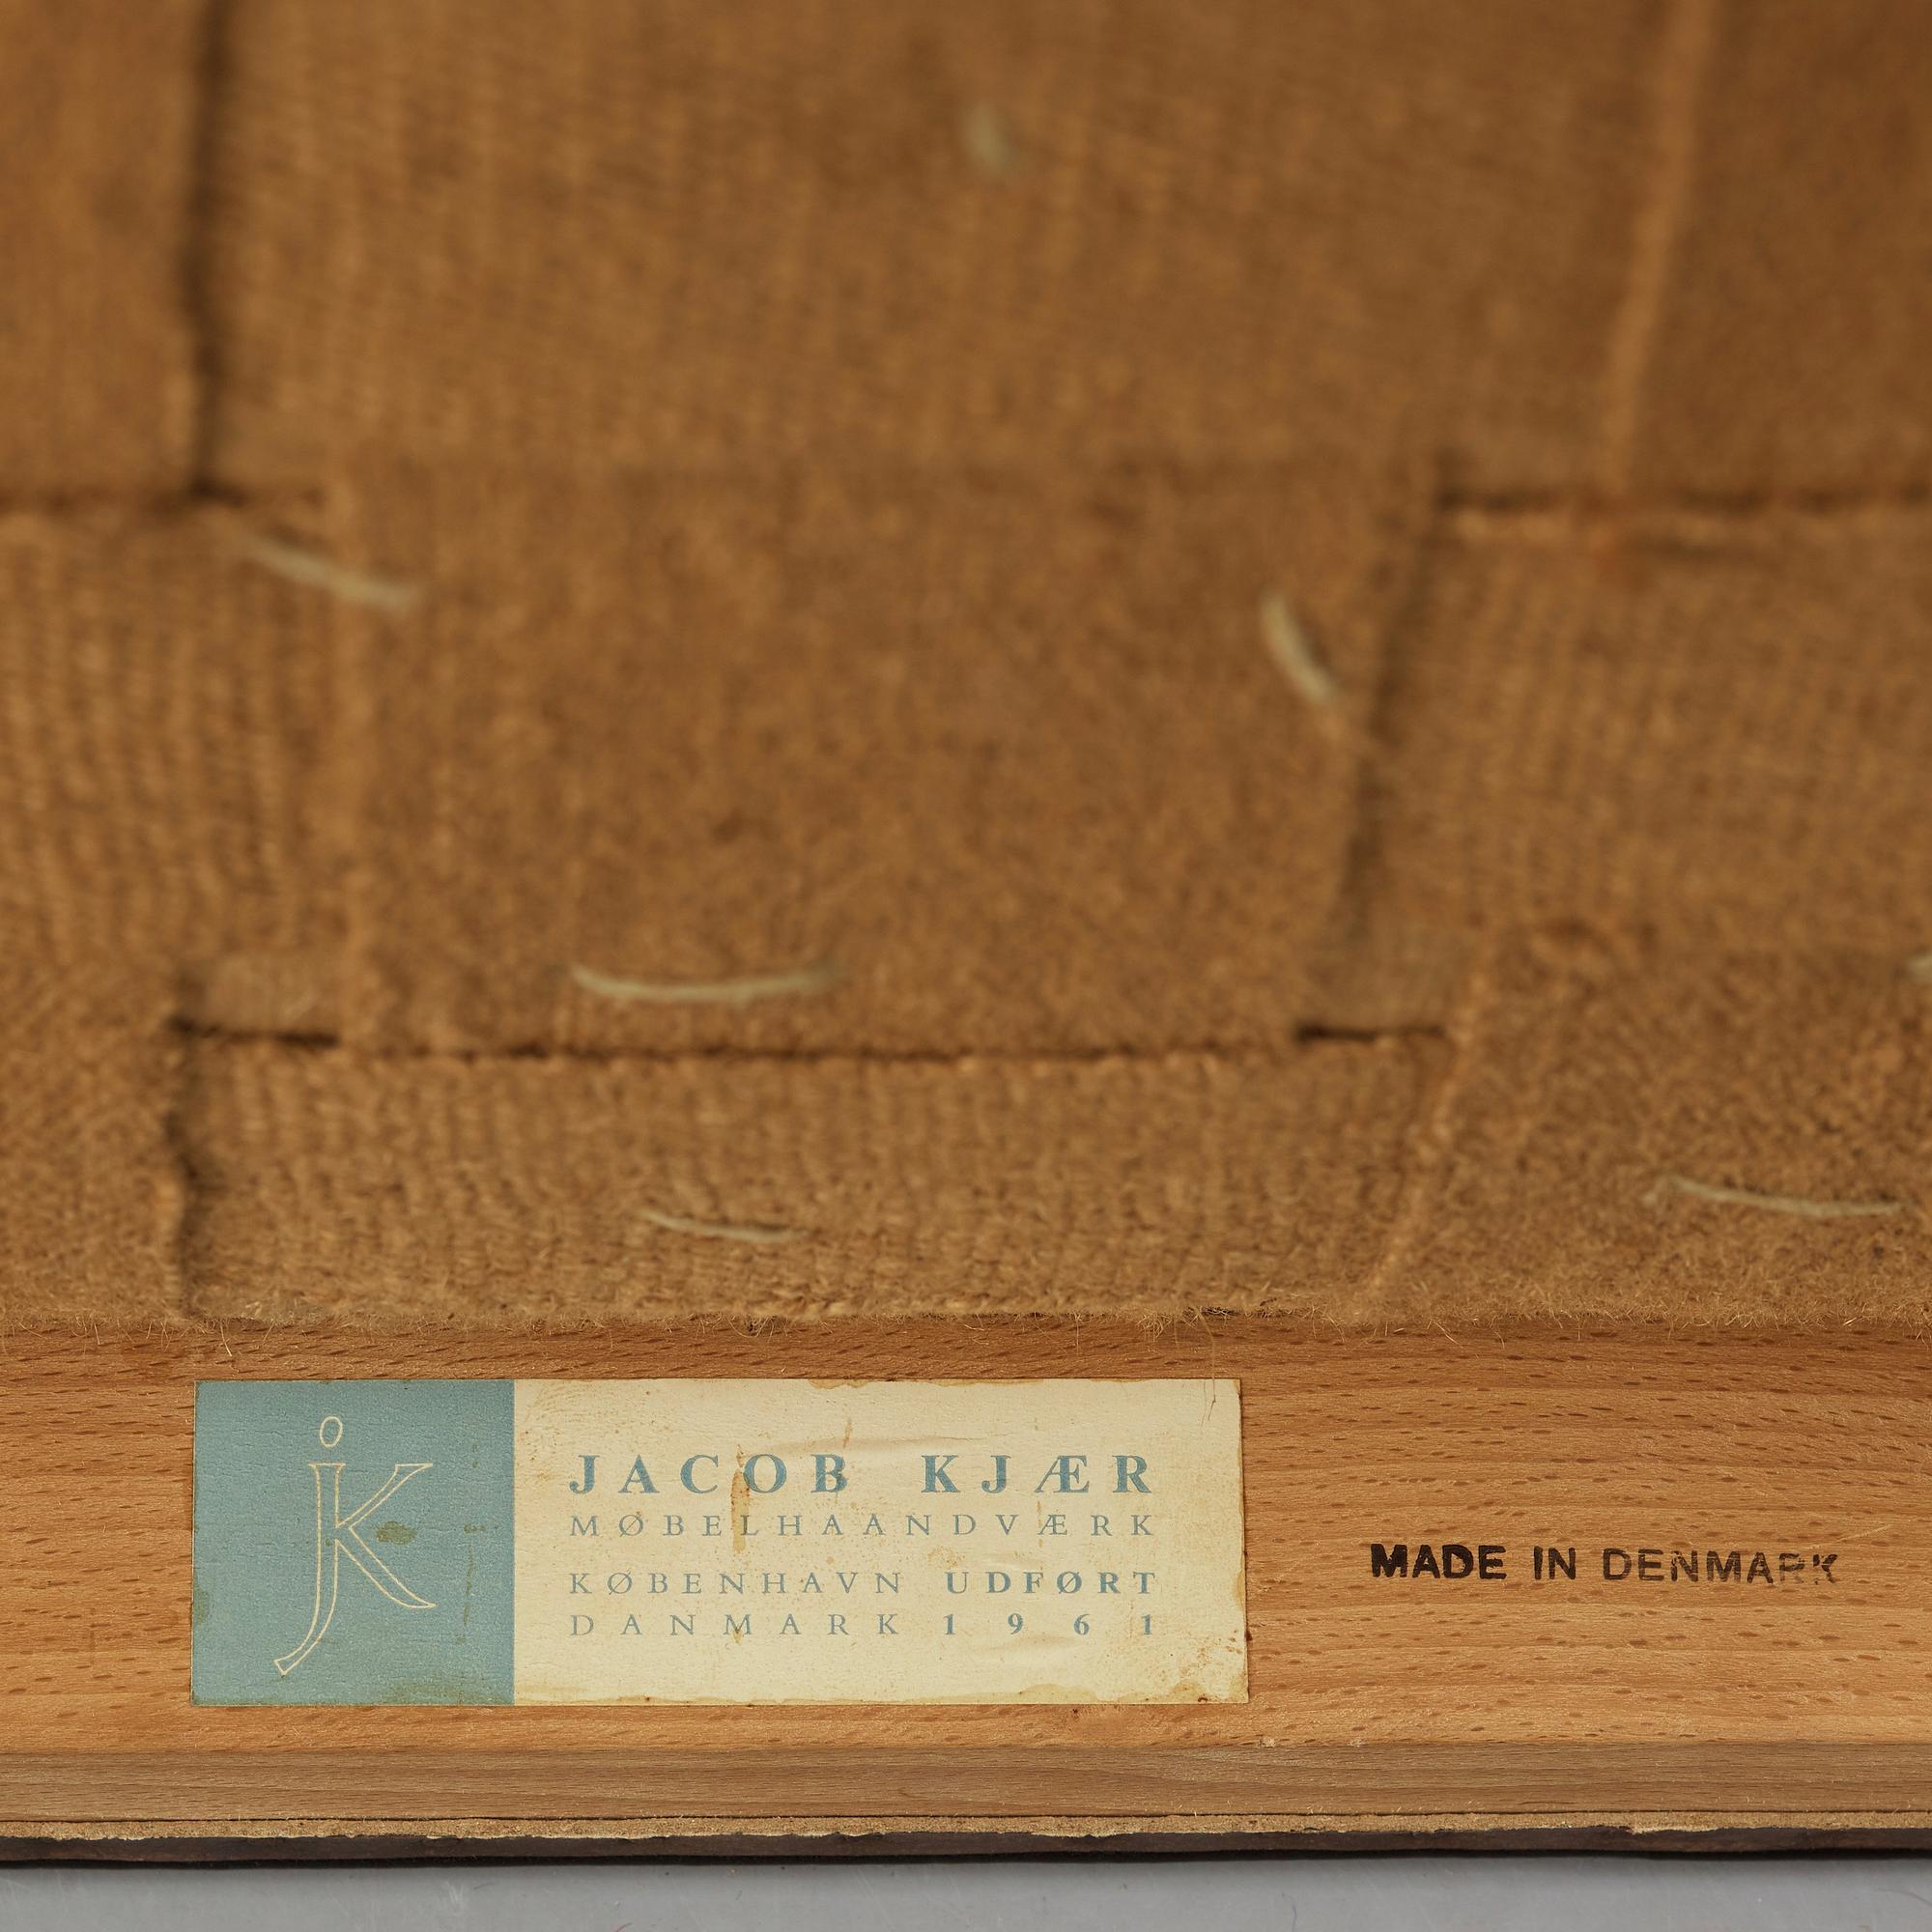 jK
JACOB KJÆR
MØBELHAANDVÆRK
KØBENHAVN UDFØRT
DANMARK 1961
MADE IN DENMARK